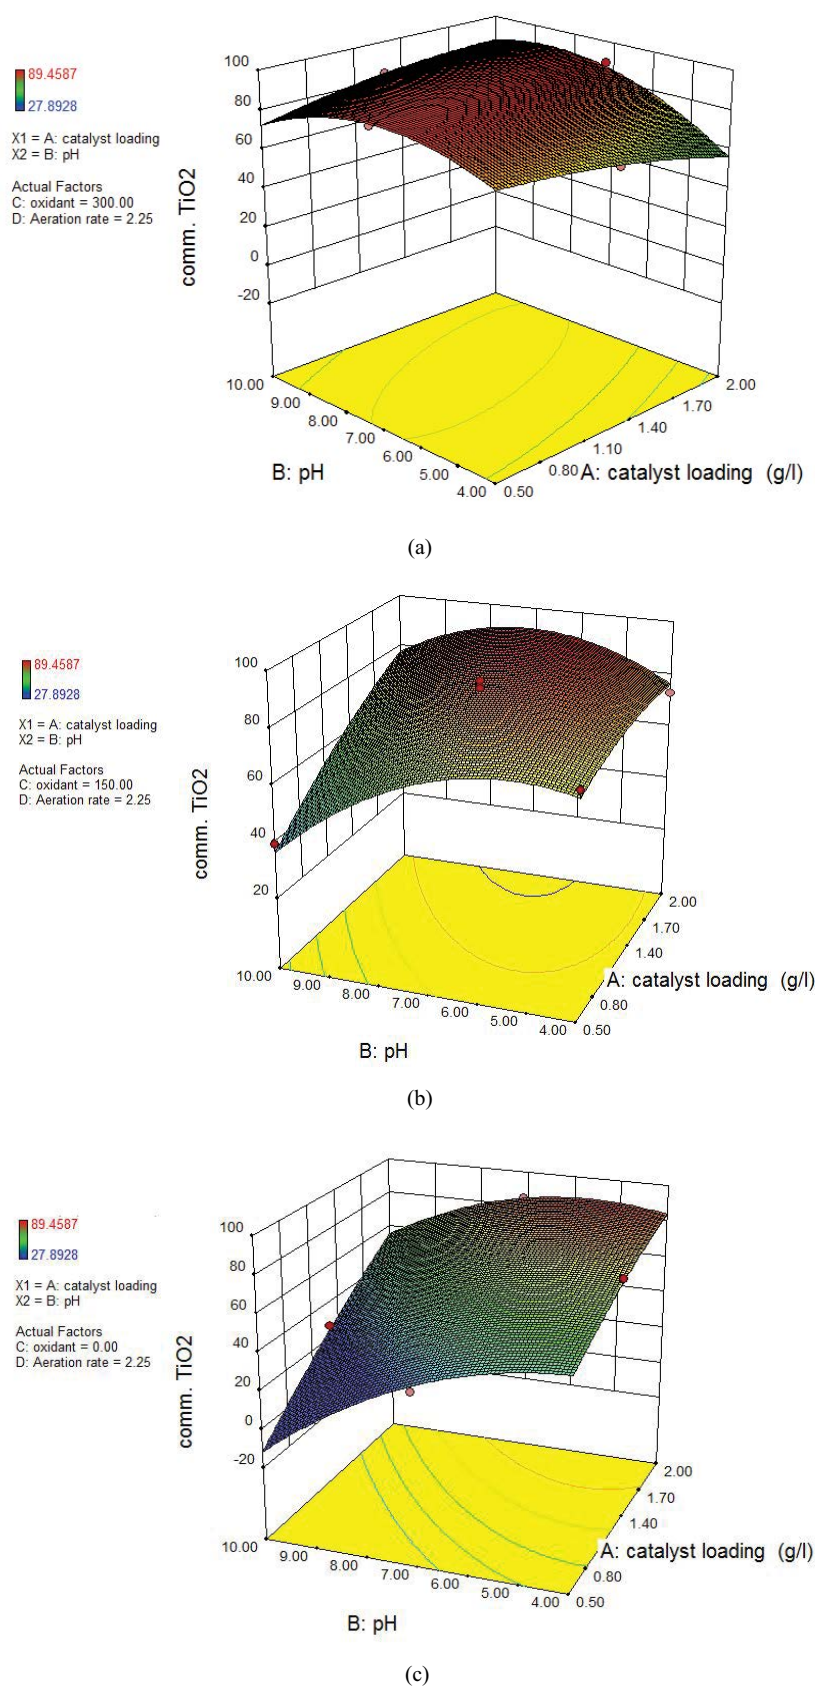 89.4587
27.8928
X1 = A: catalyst loading
X2 = B: pH
Actual Factors
C: oxidant = 300.00
D: Aeration rate = 2.25
comm. TiO2
100
80
60
40
20
0
-20
10.00
9.00
8.00
7.00
6.00
5.00
4.00
0.50
0.80
1.10
1.40
1.70
2.00
B: pH
A: catalyst loading (g/l)
(a)
89.4587
27.8928
X1 = A: catalyst loading
X2 = B: pH
Actual Factors
C: oxidant = 150.00
D: Aeration rate = 2.25
comm. TiO2
100
80
60
40
20
10.00
9.00
8.00
7.00
6.00
5.00
4.00
0.50
0.80
1.40
1.70
2.00
A: catalyst loading (g/l)
B: pH
(b)
89.4587
27.8928
X1 = A: catalyst loading
X2 = B: pH
Actual Factors
C: oxidant = 0.00
D: Aeration rate = 2.25
comm. TiO2
100
80
60
40
20
0
-20
10.00
9.00
8.00
7.00
6.00
5.00
4.00
0.50
0.80
1.40
1.70
2.00
A: catalyst loading (g/l)
B: pH
(c)